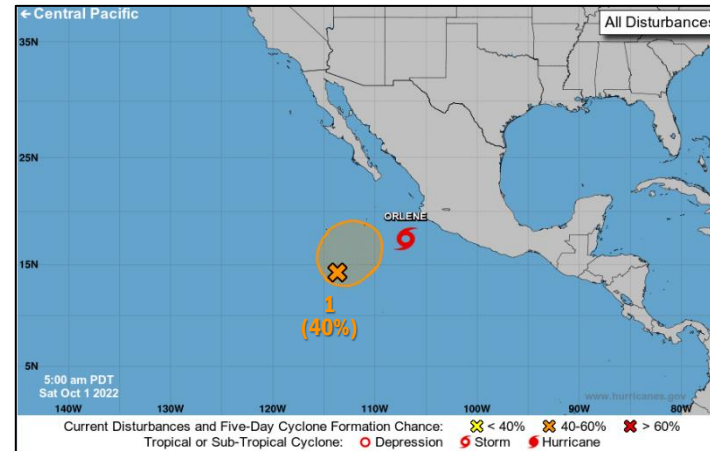 ← Central Pacific
All Disturbances
35N
25N
ORLENE
15N
1
(40%)
5N
5:00 am PDT
Sat Oct 1 2022
www.hurricanes.gov
140W 130W 120W 110W 100W 90W 80W
Current Disturbances and Five-Day Cyclone Formation Chance: < 40% 40-60% > 60%
Tropical or Sub-Tropical Cyclone: Depression Storm Hurricane